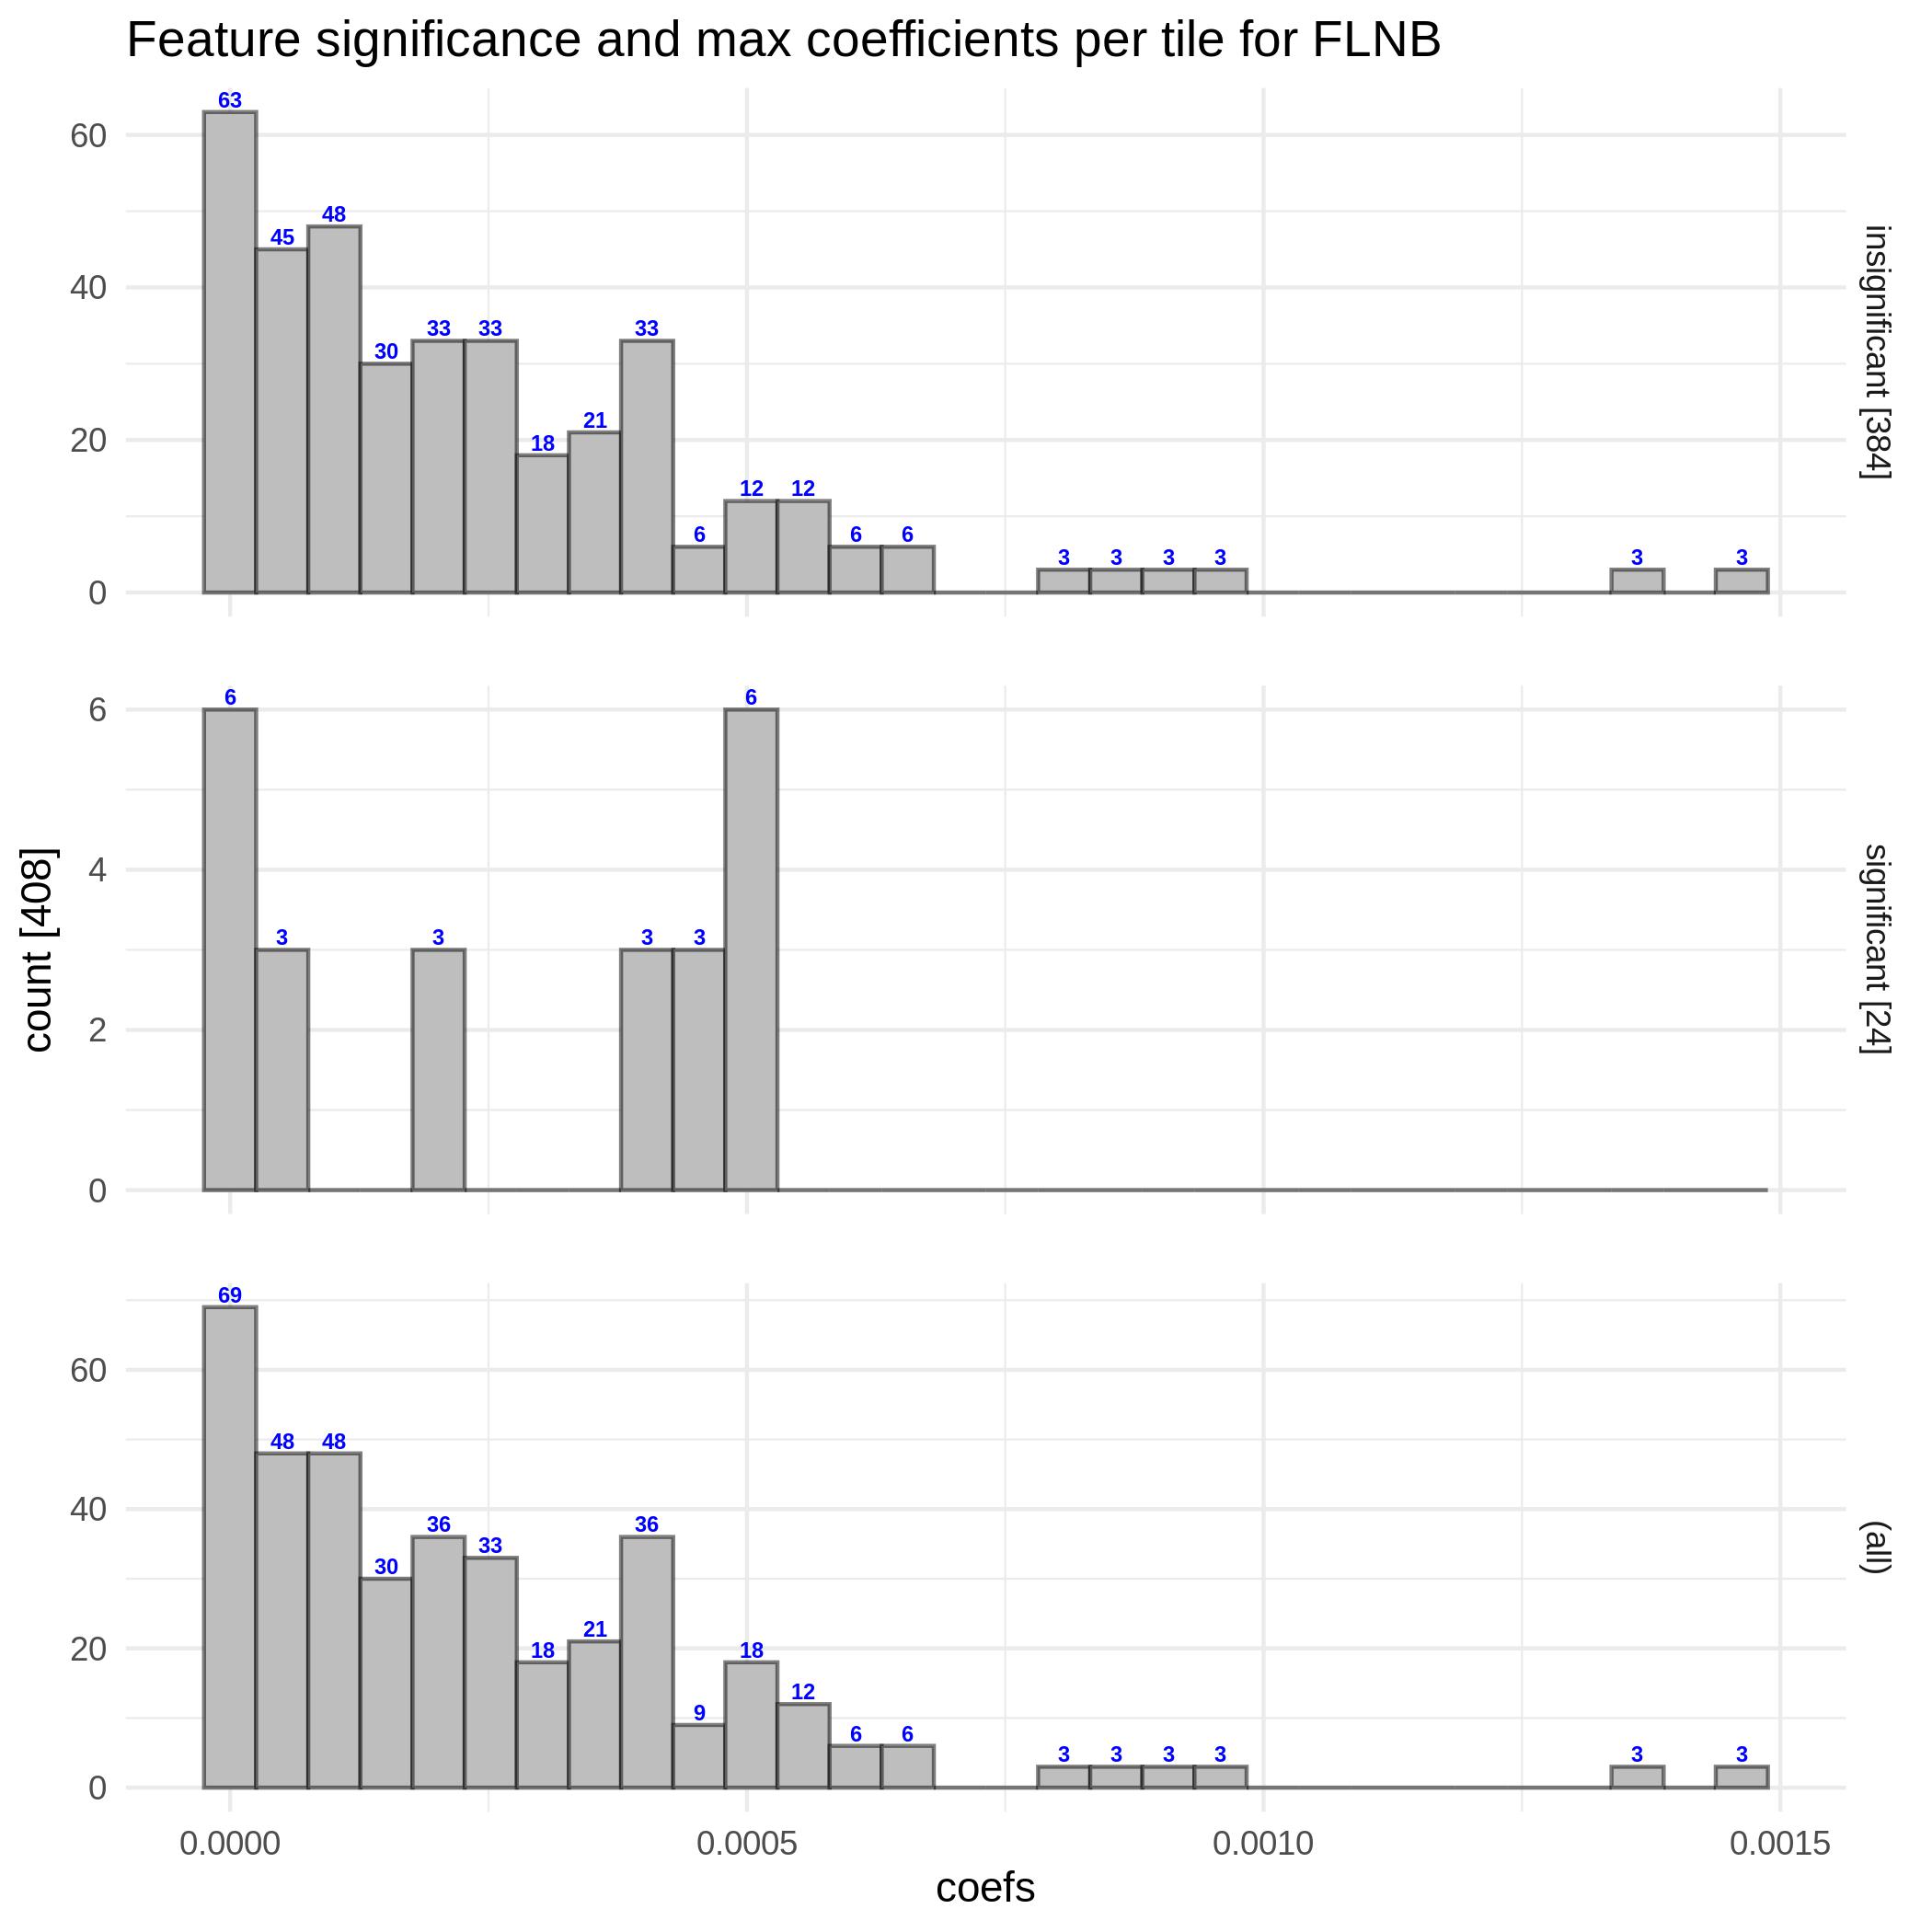 Feature significance and max coefficients per tile for FLNB
63
60
48
45
40
33 33 33
30
21
20
18
12 12
6 6 6
3 3 3 3 3 3
0
insignificant [384]
6 6
6
4
3 3 3 3
2
0
count [408]
significant [24]
69
60
48 48
40
36 36
33
30
21
20
18 18
12
9
6 6
3 3 3 3 3 3
0
(all)
0.0000 0.0005 0.0010 0.0015
coefs